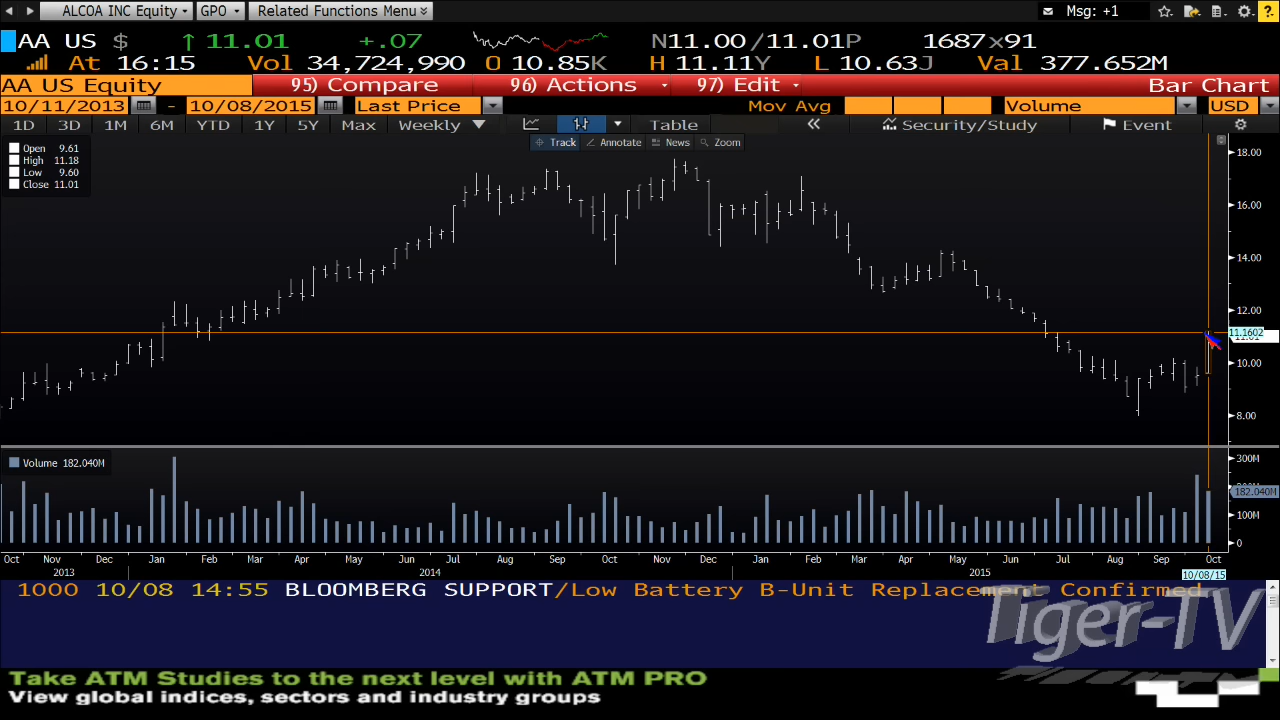 ALCOA INC Equity GPO Related Functions Menu Msg: +1
AA US $ ↑ 11.01 +.07 N11.00/11.01P 1687x91
At 16:15 Vol 34,724,990 O 10.85K H 11.11Y L 10.63J Val 377.652M
AA US Equity 95) Compare 96) Actions 97) Edit Bar Chart
10/11/2013 - 10/08/2015 Last Price Mov Avg Volume USD
1D 3D 1M 6M YTD 1Y 5Y Max Weekly Table « Security/Study Event
Track Annotate News Zoom
Open 9.61
High 11.18
Low 9.60
Close 11.01
18.00
16.00
14.00
12.00
11.1602
10.00
8.00
Volume 182.040M
300M
182.040M
100M
0
Oct Nov Dec Jan Feb Mar Apr May Jun Jul Aug Sep Oct Nov Dec Jan Feb Mar Apr May Jun Jul Aug Sep Oct
2013 2014 2015 10/08/15
1000 10/08 14:55 BLOOMBERG SUPPORT/Low Battery B-Unit Replacement Confirmed
Tiger-TV
Take ATM Studies to the next level with ATM PRO
View global indices, sectors and industry groups